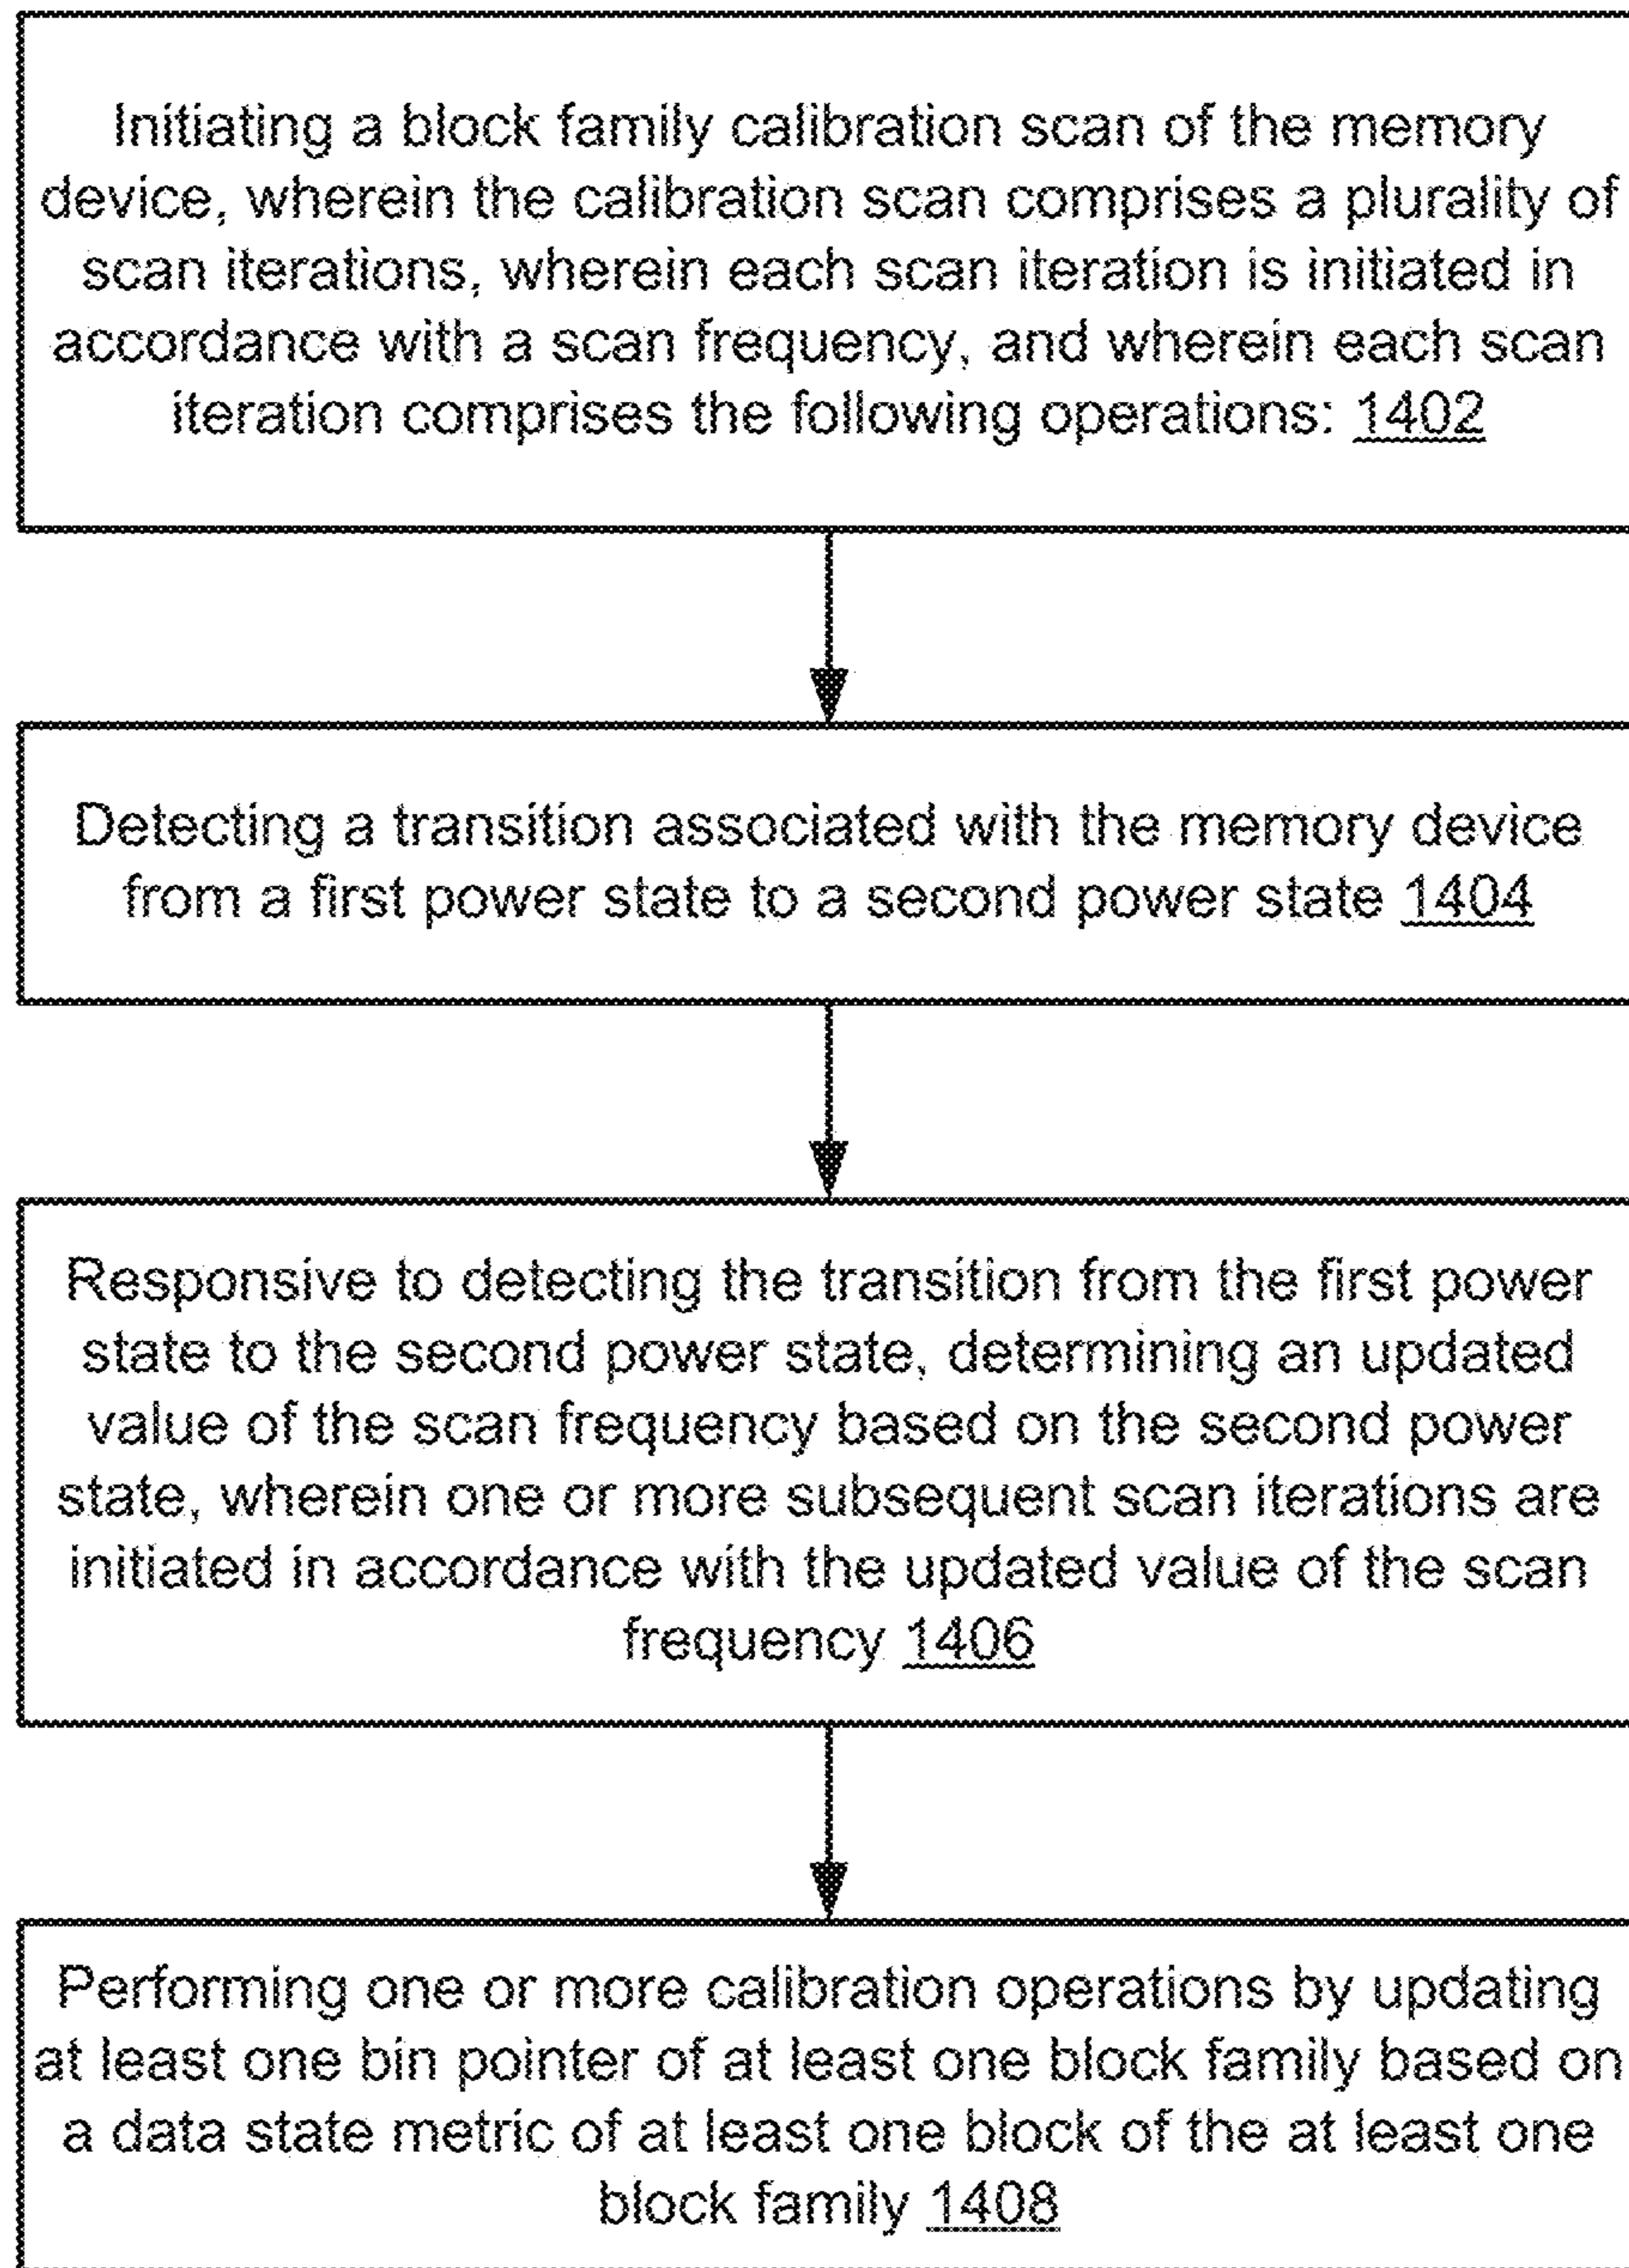 Initiating a block family calibration scan of the memory
device, wherein the calibration scan comprises a plurality of
scan iterations, wherein each scan iteration is initiated in
accordance with a scan frequency, and wherein each scan
iteration comprises the following operations: 1402
Detecting a transition associated with the memory device
from a first power state to a second power state 1404
Responsive to detecting the transition from the first power
state to the second power state, determining an updated
value of the scan frequency based on the second power
state, wherein one or more subsequent scan iterations are
initiated in accordance with the updated value of the scan
frequency 1406
Performing one or more calibration operations by updating
at least one bin pointer of at least one block family based on
a data state metric of at least one block of the at least one
block family 1408